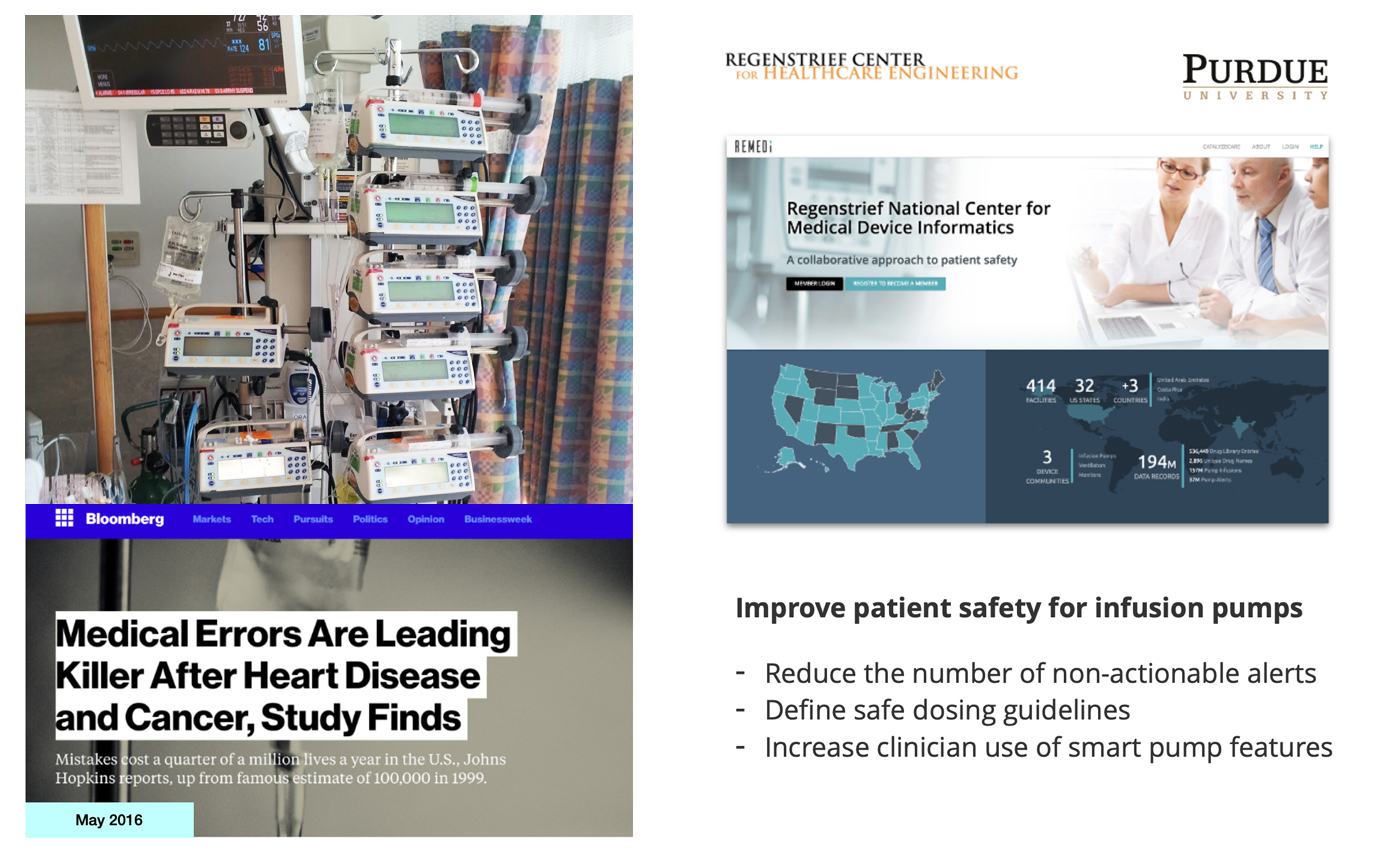 56
RATE 124
81
MORE
MENUS
REGENSTRIEF CENTER
FOR HEALTHCARE ENGINEERING
PURDUE
UNIVERSITY
REMEDi
CATALYZECARE ABOUT LOGIN HELP
Regenstrief National Center for
Medical Device Informatics
A collaborative approach to patient safety
MEMBER LOGIN REGISTER TO BECOME A MEMBER
414
FACILITIES
32
US STATES
+3
COUNTRIES
United Arab Emirates
Costa Rica
India
3
DEVICE
COMMUNITIES
Infusion Pumps
Ventilators
Monitors
194M
DATA RECORDS
Drug Library Entries
Unique Drug Names
Pump Infusions
Pump Alerts
Bloomberg Markets Tech Pursuits Politics Opinion Businessweek
Medical Errors Are Leading
Killer After Heart Disease
and Cancer, Study Finds
Mistakes cost a quarter of a million lives a year in the U.S., Johns
Hopkins reports, up from famous estimate of 100,000 in 1999.
May 2016
Improve patient safety for infusion pumps
- Reduce the number of non-actionable alerts
- Define safe dosing guidelines
- Increase clinician use of smart pump features